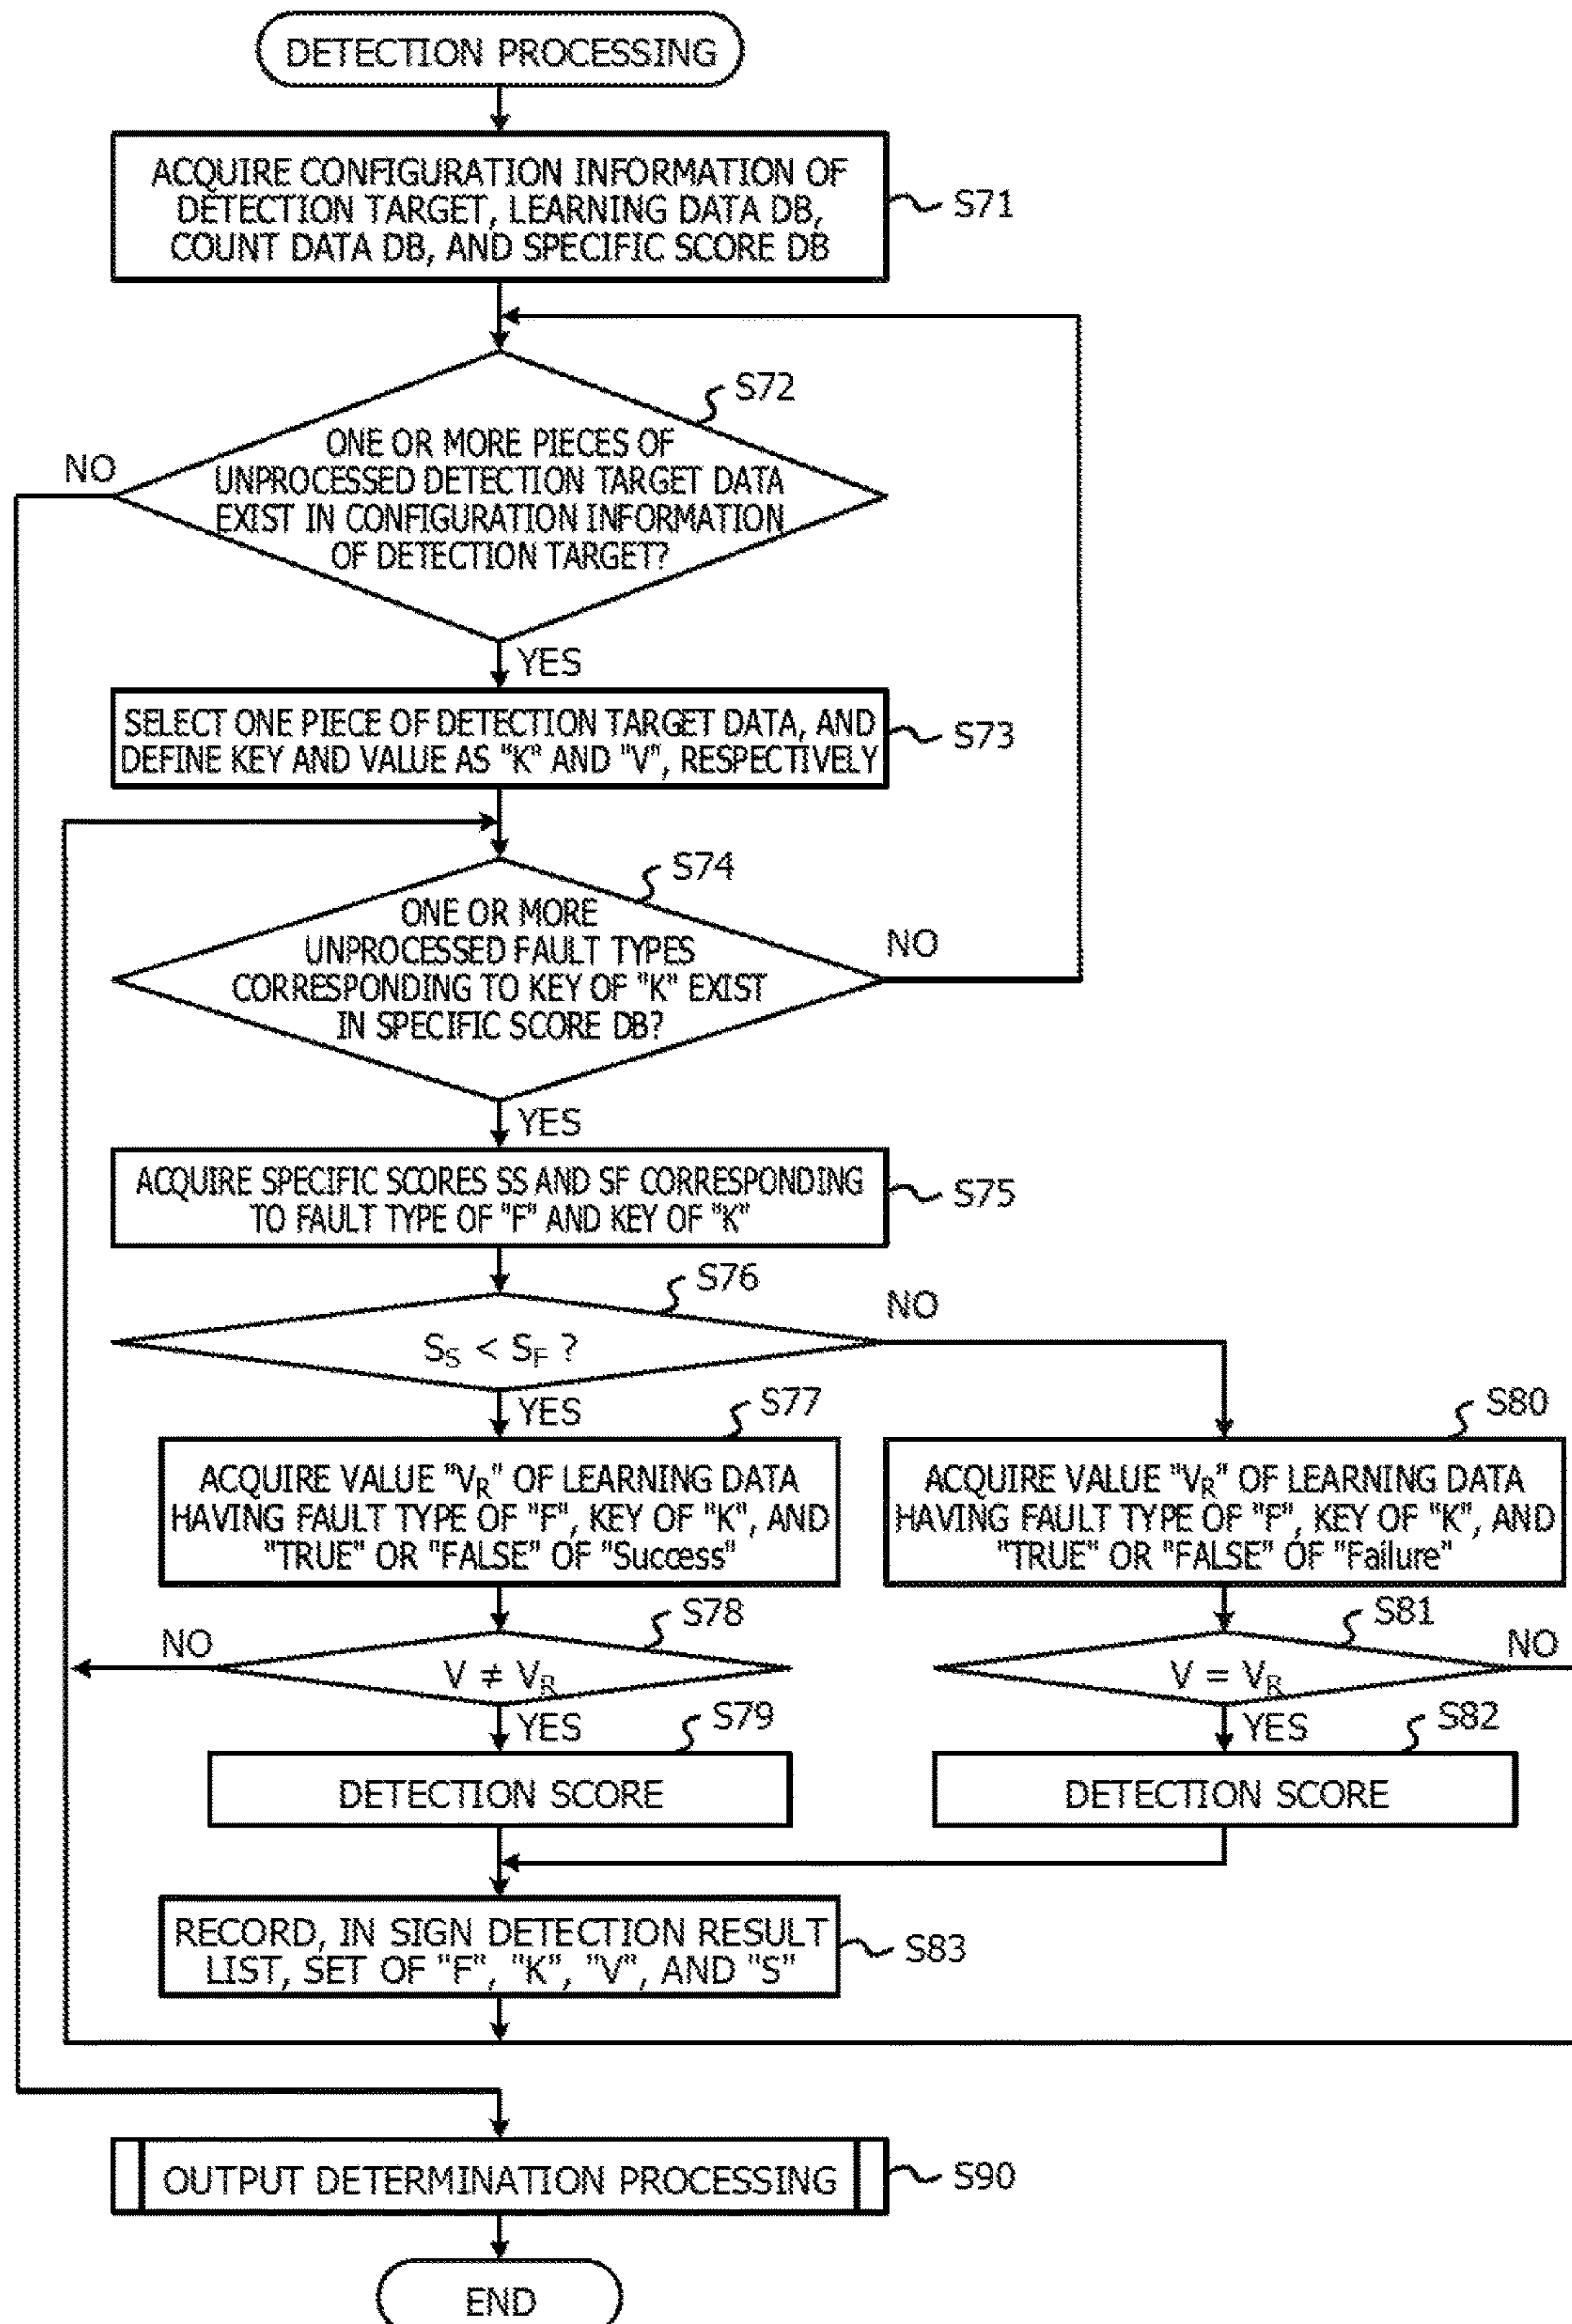 DETECTION PROCESSING
ACQUIRE CONFIGURATION INFORMATION OF
DETECTION TARGET, LEARNING DATA DB,
COUNT DATA DB, AND SPECIFIC SCORE DB
S71
S72
ONE OR MORE PIECES OF
UNPROCESSED DETECTION TARGET DATA
EXIST IN CONFIGURATION INFORMATION
OF DETECTION TARGET?
NO
YES
SELECT ONE PIECE OF DETECTION TARGET DATA, AND
DEFINE KEY AND VALUE AS "K" AND "V", RESPECTIVELY
S73
S74
ONE OR MORE
UNPROCESSED FAULT TYPES
CORRESPONDING TO KEY OF "K" EXIST
IN SPECIFIC SCORE DB?
NO
YES
ACQUIRE SPECIFIC SCORES SS AND SF CORRESPONDING
TO FAULT TYPE OF "F" AND KEY OF "K"
S75
S76
NO
S_S < S_F ?
YES
S77
ACQUIRE VALUE "V_R" OF LEARNING DATA
HAVING FAULT TYPE OF "F", KEY OF "K", AND
"TRUE" OR "FALSE" OF "Success"
S80
ACQUIRE VALUE "V_R" OF LEARNING DATA
HAVING FAULT TYPE OF "F", KEY OF "K", AND
"TRUE" OR "FALSE" OF "Failure"
S78
NO
V ≠ V_R
YES
S81
NO
V = V_R
YES
S79
DETECTION SCORE
S82
DETECTION SCORE
RECORD, IN SIGN DETECTION RESULT
LIST, SET OF "F", "K", "V", AND "S"
S83
OUTPUT DETERMINATION PROCESSING
S90
END